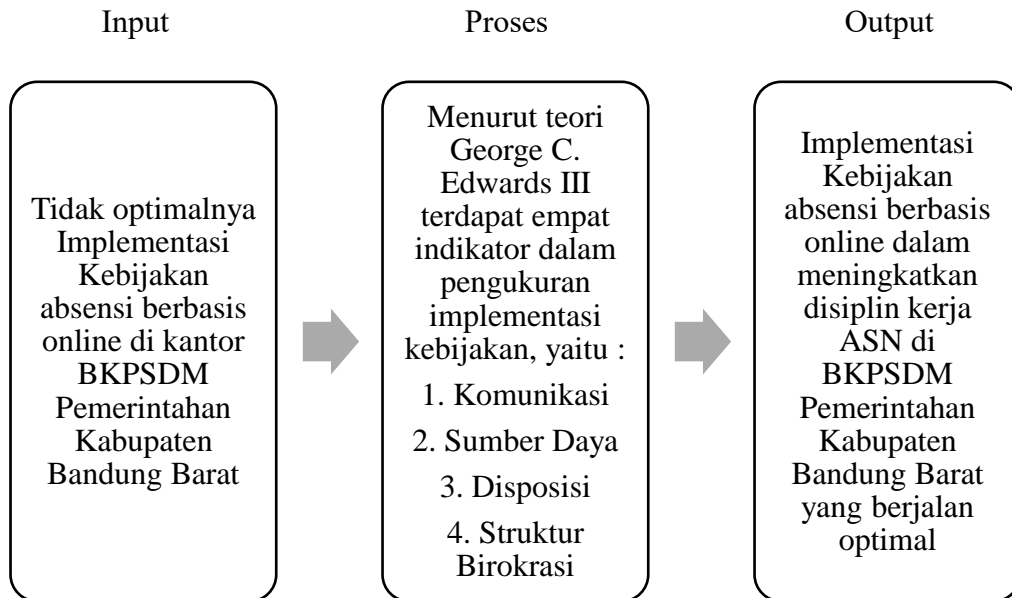 Input
Proses
Output
Tidak optimalnya
Implementasi
Kebijakan
absensi berbasis
online di kantor
BKPSDM
Pemerintahan
Kabupaten
Bandung Barat
Menurut teori
George C.
Edwards III
terdapat empat
indikator dalam
pengukuran
implementasi
kebijakan, yaitu :
1. Komunikasi
2. Sumber Daya
3. Disposisi
4. Struktur
Birokrasi
Implementasi
Kebijakan
absensi berbasis
online dalam
meningkatkan
disiplin kerja
ASN di
BKPSDM
Pemerintahan
Kabupaten
Bandung Barat
yang berjalan
optimal